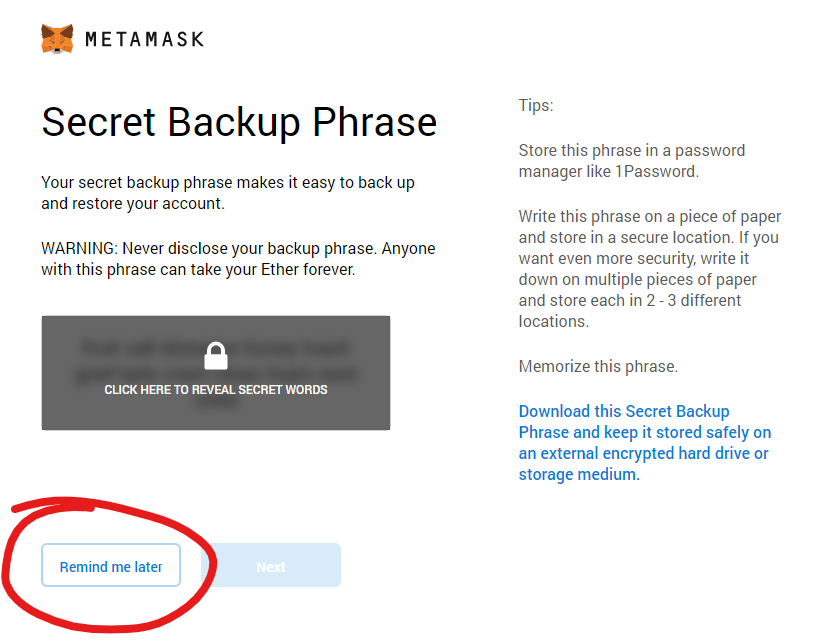 METAMASK
Secret Backup Phrase
Your secret backup phrase makes it easy to back up
and restore your account.
WARNING: Never disclose your backup phrase. Anyone
with this phrase can take your Ether forever.
CLICK HERE TO REVEAL SECRET WORDS
Remind me later
Next
Tips:
Store this phrase in a password
manager like 1Password.
Write this phrase on a piece of paper
and store in a secure location. If you
want even more security, write it
down on multiple pieces of paper
and store each in 2 - 3 different
locations.
Memorize this phrase.
Download this Secret Backup
Phrase and keep it stored safely on
an external encrypted hard drive or
storage medium.